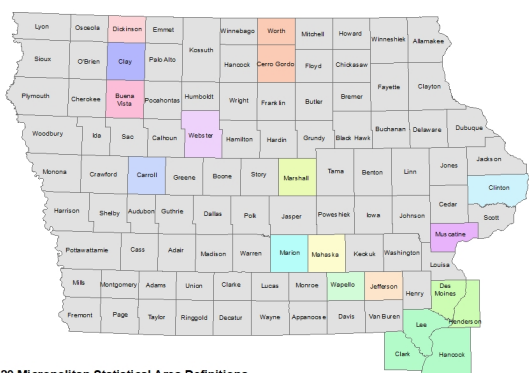 Lyon Osceola Dickinson Emmet Winnebago Worth Mitchell Howard Winneshiek Allamakee
Kossuth
Sioux O'Brien Clay Palo Alto Hancock Cerro Gordo Floyd Chickasaw
Fayette Clayton
Plymouth Cherokee Buena Vista Pocahontas Humboldt Wright Franklin Butler Bremer
Woodbury Ida Sac Calhoun Webster Hamilton Hardin Grundy Black Hawk Buchanan Delaware Dubuque
Monona Crawford Carroll Greene Boone Story Marshall Tama Benton Linn Jones Jackson
Clinton
Harrison Shelby Audubon Guthrie Dallas Polk Jasper Poweshiek Iowa Johnson Cedar Scott
Muscatine
Pottawattamie Cass Adair Madison Warren Marion Mahaska Keokuk Washington Louisa
Mills Montgomery Adams Union Clarke Lucas Monroe Wapello Jefferson Henry Des Moines
Fremont Page Taylor Ringgold Decatur Wayne Appanoose Davis Van Buren Lee Henderson
Clark Hancock
Micropolitan Statistical Area Definitions